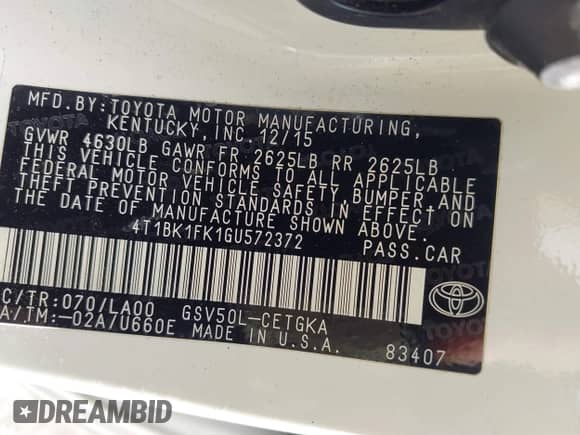 MFD.BY:TOYOTA MOTOR MANUFACTURING,
KENTUCKY,INC.12/15
GVWR 4630LB GAWR FR 2625LB RR 2625LB
THIS VEHICLE CONFORMS TO ALL APPLICABLE
FEDERAL MOTOR VEHICLE SAFETY,BUMPER,AND
THEFT PREVENTION STANDARDS IN EFFECT ON
THE DATE OF MANUFACTURE SHOWN ABOVE.
4T1BK1FK1GU572372 PASS.CAR
C/TR:070/LA00 GSV50L-CETGKA
A/TM:-02A/U660E MADE IN U.S.A. 83407
DREAMBID